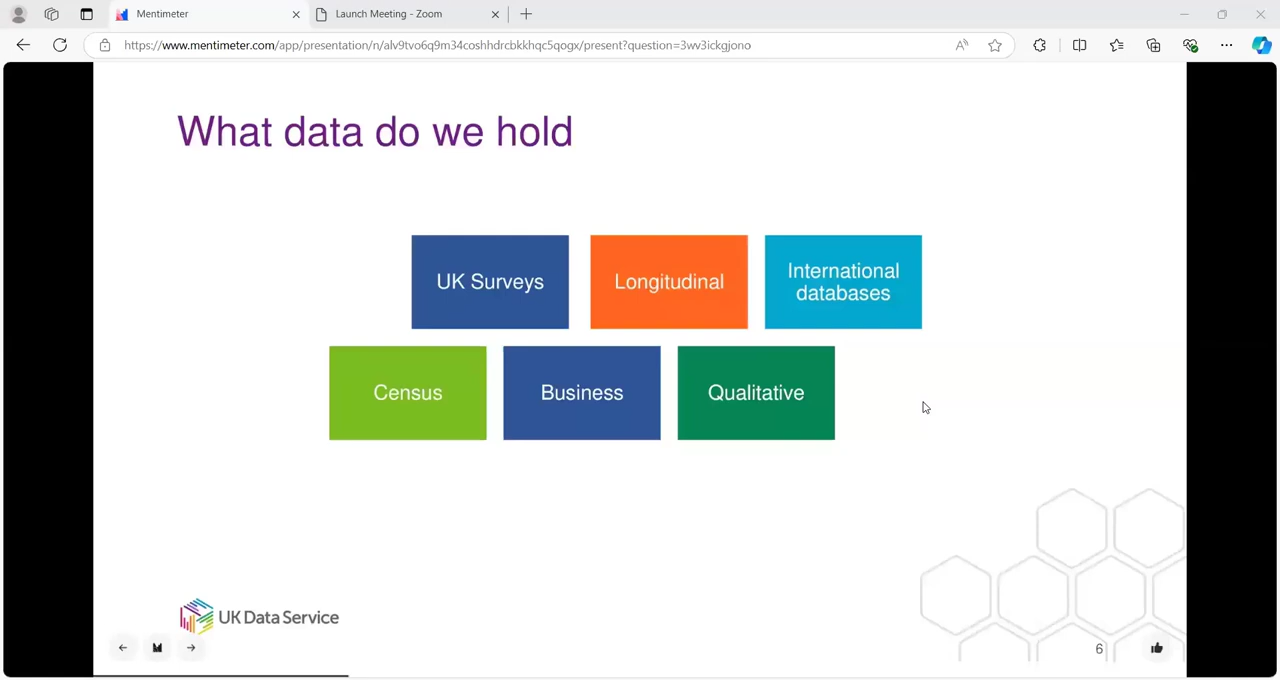 Mentimeter
Launch Meeting - Zoom
https://www.mentimeter.com/app/presentation/n/alv9tvo6q9m34coshhdrcbkkhqc5qogx/present?question=3wv3ickgjono
What data do we hold
UK Surveys
Longitudinal
International
databases
Census
Business
Qualitative
UK Data Service
6